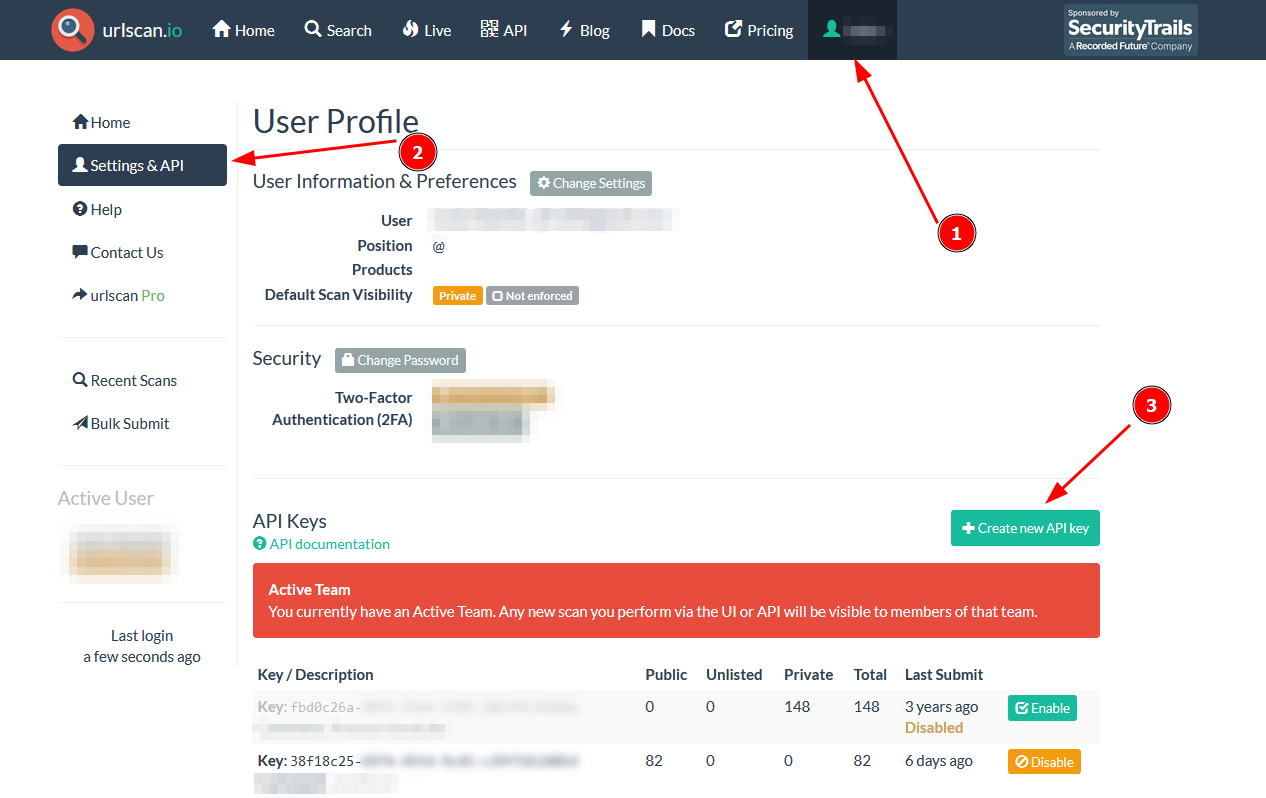 urlscan.io Home Search Live API Blog Docs Pricing
Sponsored by
SecurityTrails
A Recorded Future® Company
1
Home
Settings & API
Help
Contact Us
urlscan Pro
Recent Scans
Bulk Submit
Active User
Last login
a few seconds ago
User Profile
2
User Information & Preferences Change Settings
User
Position @
Products
Default Scan Visibility Private Not enforced
Security Change Password
Two-Factor
Authentication (2FA)
3
API Keys
Create new API key
API documentation
Active Team
You currently have an Active Team. Any new scan you perform via the UI or API will be visible to members of that team.
Key / Description Public Unlisted Private Total Last Submit
Key: fbd0c26a- 0 0 148 148 3 years ago Enable
Disabled
Key: 38f18c25- 82 0 0 82 6 days ago Disable